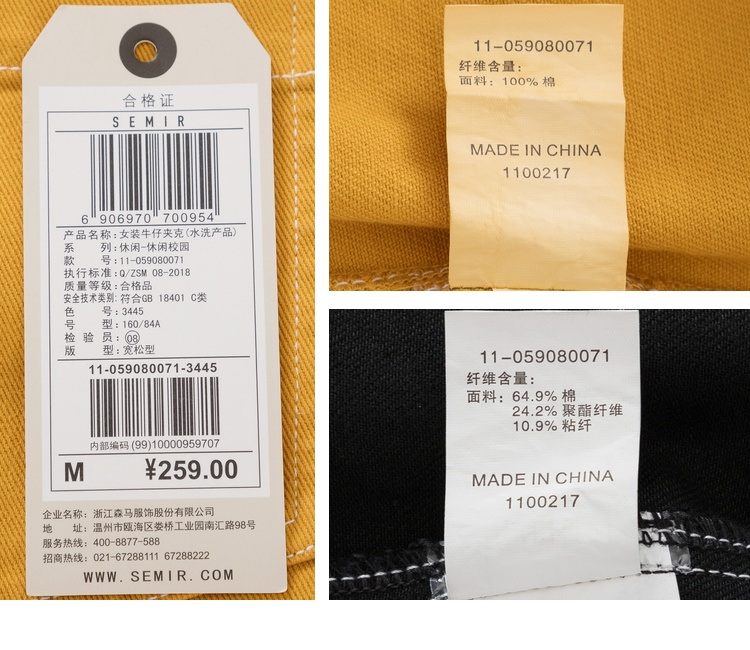 合格证
SEMIR
6 906970 700954
产品名称:女装牛仔夹克(水洗产品)
系 列:休闲-休闲校园
款 号:11-059080071
执行标准:Q/ZSM 08-2018
质量等级:合格品
安全技术类别:符合GB 18401 C类
色 号:3445
号 型:160/84A
检 验 员:08
版 型:宽松型
11-059080071-3445
内部编码(99)10000959707
M ¥259.00
企业名称:浙江森马服饰股份有限公司
地 址:温州市瓯海区娄桥工业园南汇路98号
服务热线:400-8877-588
招商热线:021-67288111 67288222
WWW.SEMIR.COM
11-059080071
纤维含量:
面料:100% 棉
MADE IN CHINA
1100217
11-059080071
纤维含量:
面料:64.9% 棉
24.2% 聚酯纤维
10.9% 粘纤
MADE IN CHINA
1100217